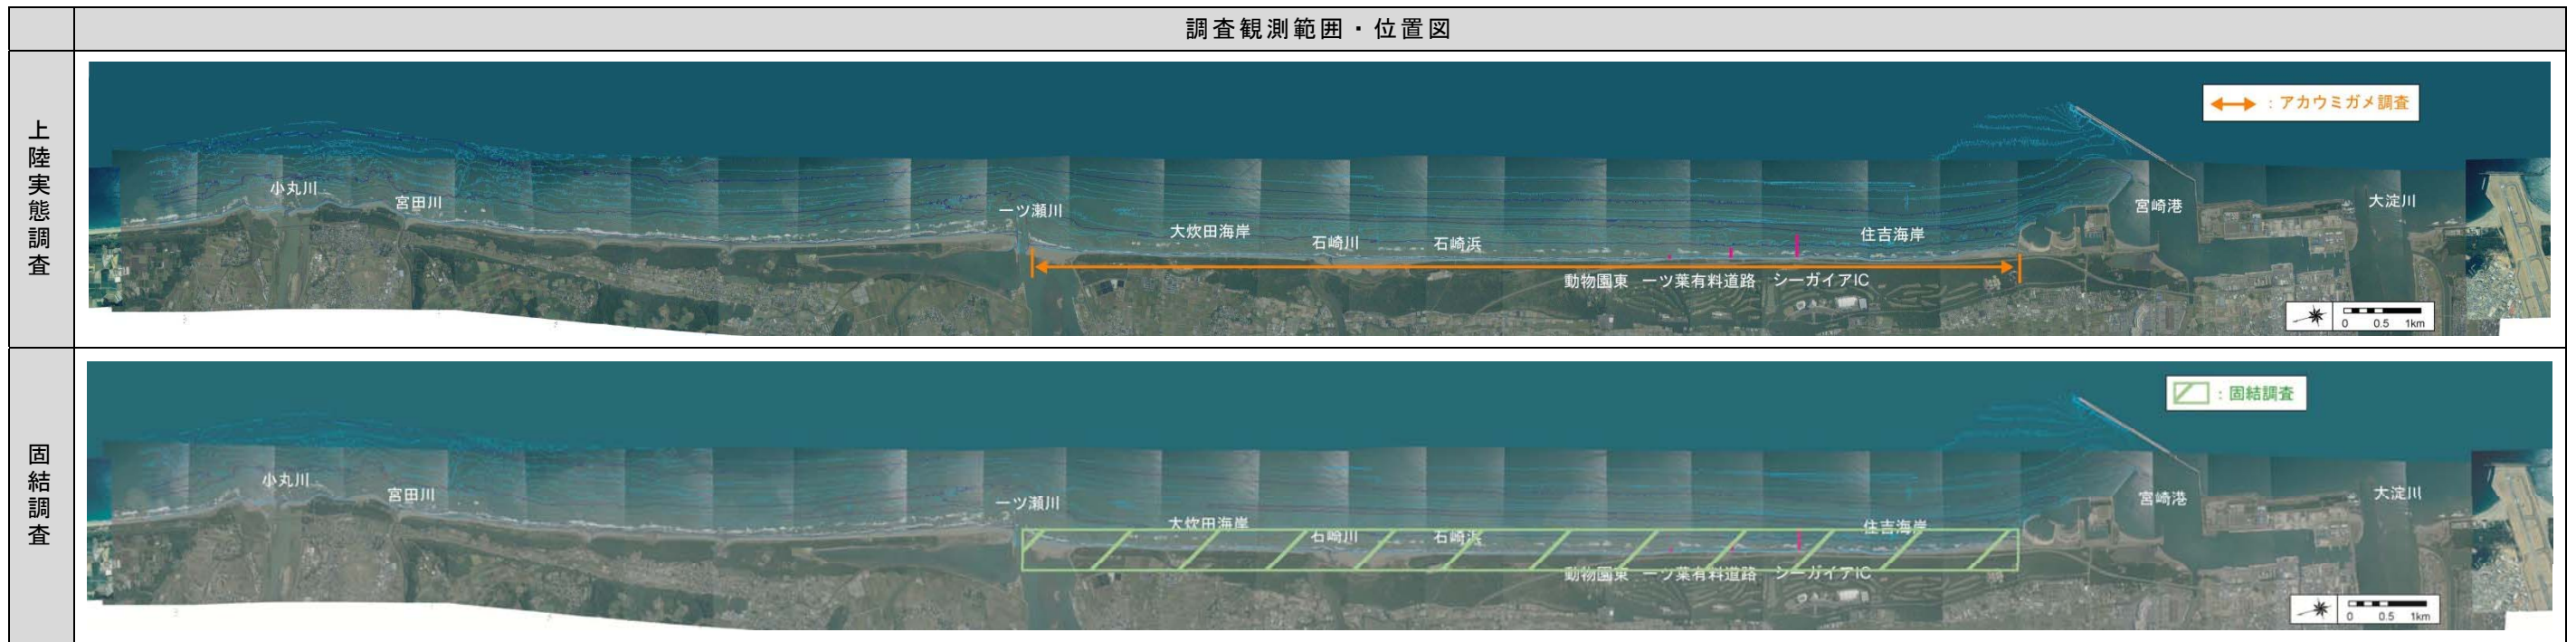 調査観測範囲・位置図
上陸実態調査
：アカウミガメ調査
小丸川
宮田川
一ツ瀬川
大炊田海岸
石崎川
石崎浜
住吉海岸
宮崎港
大淀川
動物園東 一ツ葉有料道路 シーガイアIC
0 0.5 1km
固結調査
：固結調査
小丸川
宮田川
一ツ瀬川
大炊田海岸
石崎川
石崎浜
住吉海岸
宮崎港
大淀川
動物園東 一ツ葉有料道路 シーガイアIC
0 0.5 1km